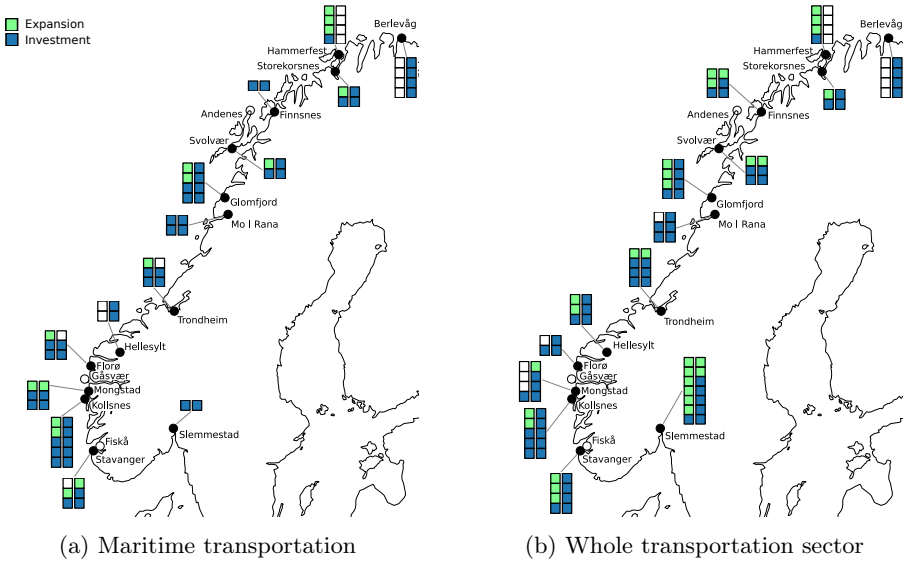 Expansion
Investment
Berlevåg
Hammerfest
Storekorsnes
Andenes
Finnsnes
Svolvær
Glomfjord
Mo I Rana
Trondheim
Hellesylt
Florø
Gåsvær
Mongstad
Kollsnes
Slemmestad
Fiskå
Stavanger
(a) Maritime transportation
Berlevåg
Hammerfest
Storekorsnes
Andenes
Finnsnes
Svolvær
Glomfjord
Mo I Rana
Trondheim
Hellesylt
Florø
Gåsvær
Mongstad
Kollsnes
Slemmestad
Fiskå
Stavanger
(b) Whole transportation sector